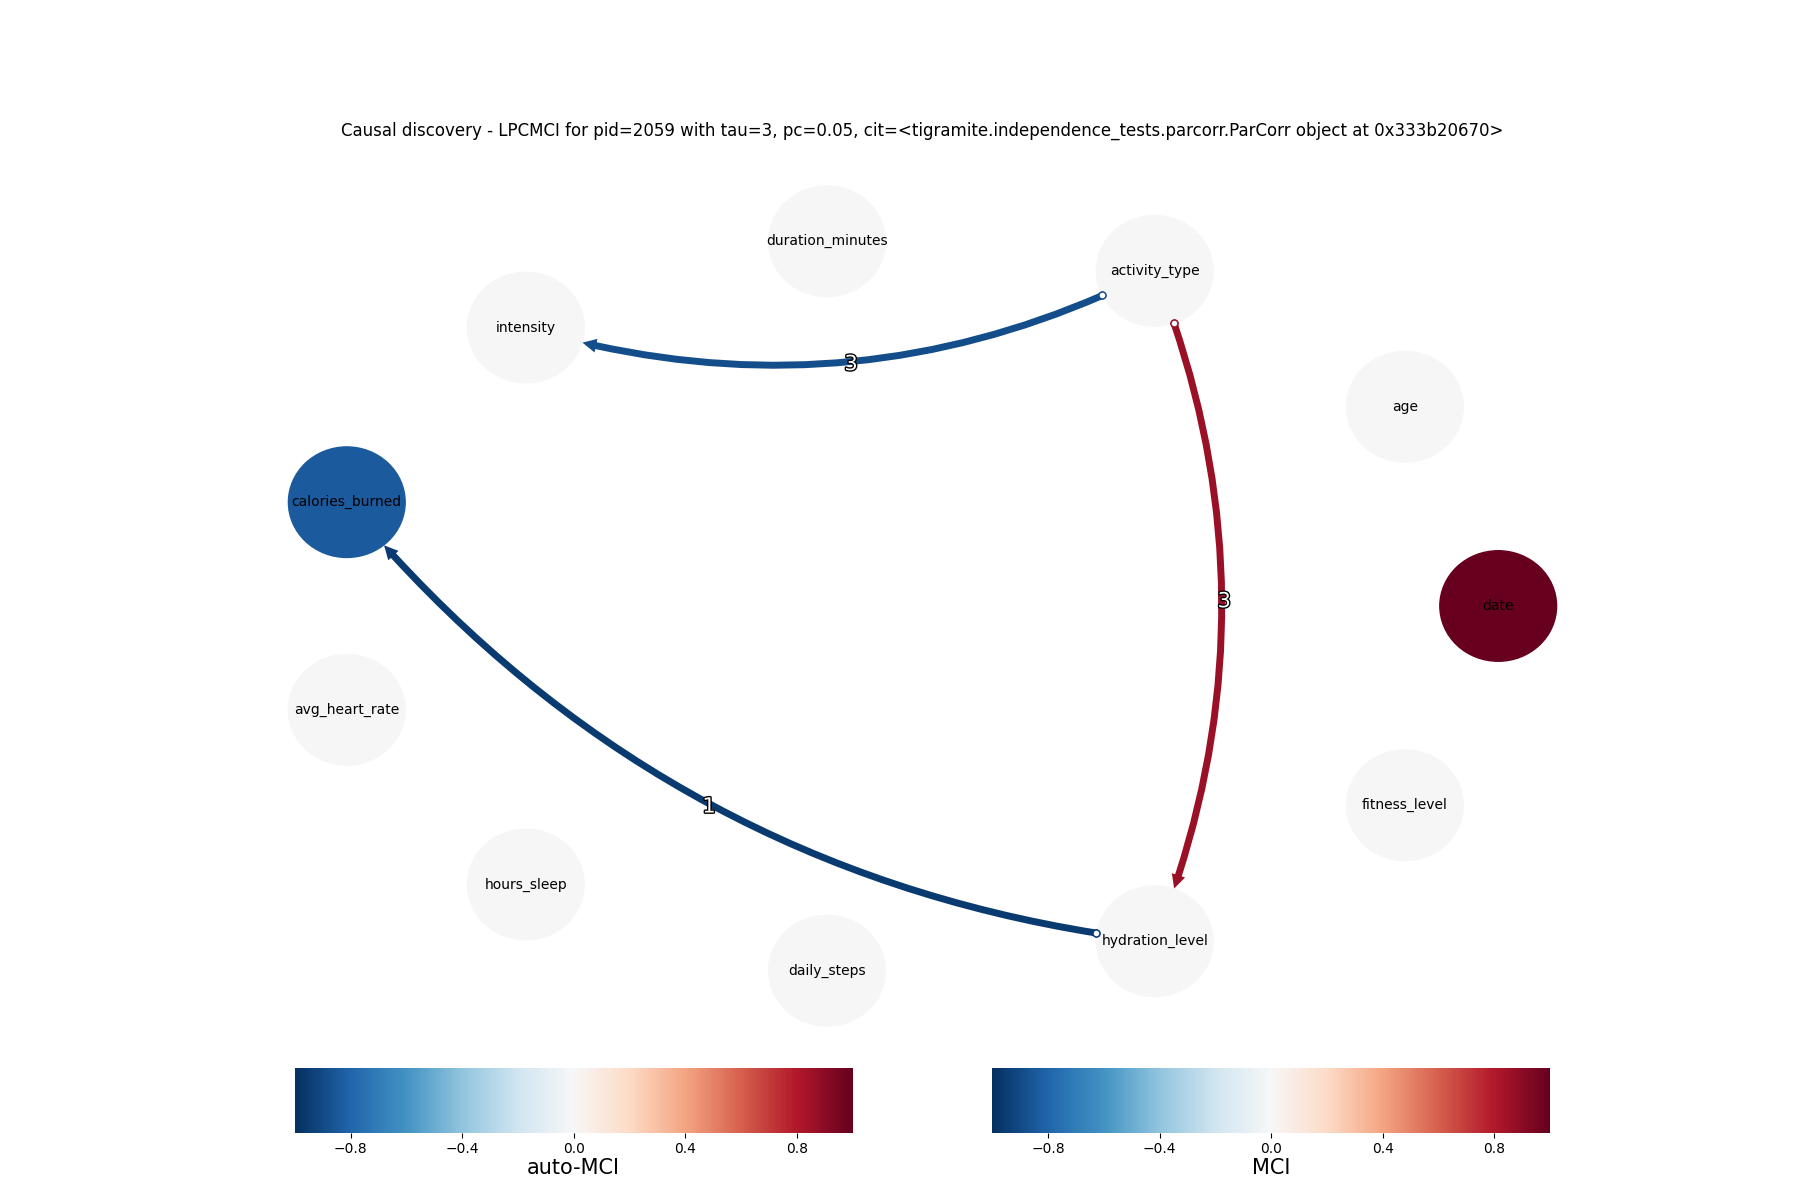 Causal discovery - LPCMCI for pid=2059 with tau=3, pc=0.05, cit=<tigramite.independence_tests.parcorr.ParCorr object at 0x333b20670>
duration_minutes
activity_type
intensity
3
age
calories_burned
3
date
avg_heart_rate
1
fitness_level
hours_sleep
hydration_level
daily_steps
−0.8 −0.4 0.0 0.4 0.8
auto-MCI
−0.8 −0.4 0.0 0.4 0.8
MCI